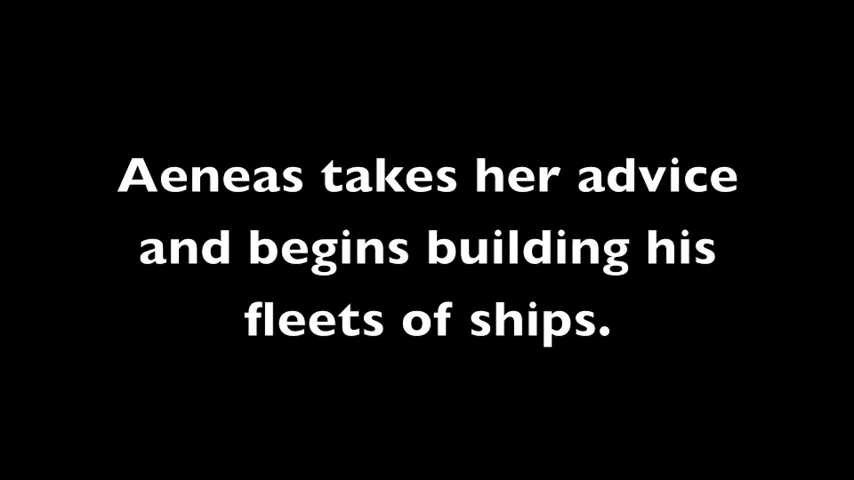 Aeneas takes her advice
and begins building his
fleets of ships.